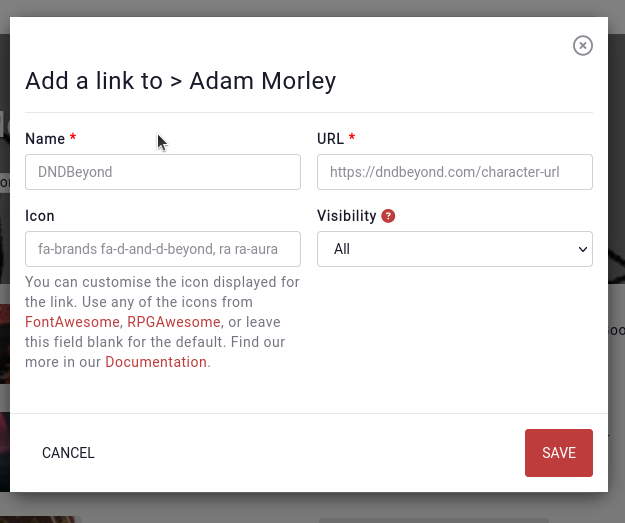 Add a link to > Adam Morley
Name *
URL *
DNDBeyond
https://dndbeyond.com/character-url
Icon
Visibility ?
fa-brands fa-d-and-d-beyond, ra ra-aura
All
You can customise the icon displayed for
the link. Use any of the icons from
FontAwesome, RPGAwesome, or leave
this field blank for the default. Find our
more in our Documentation.
CANCEL
SAVE